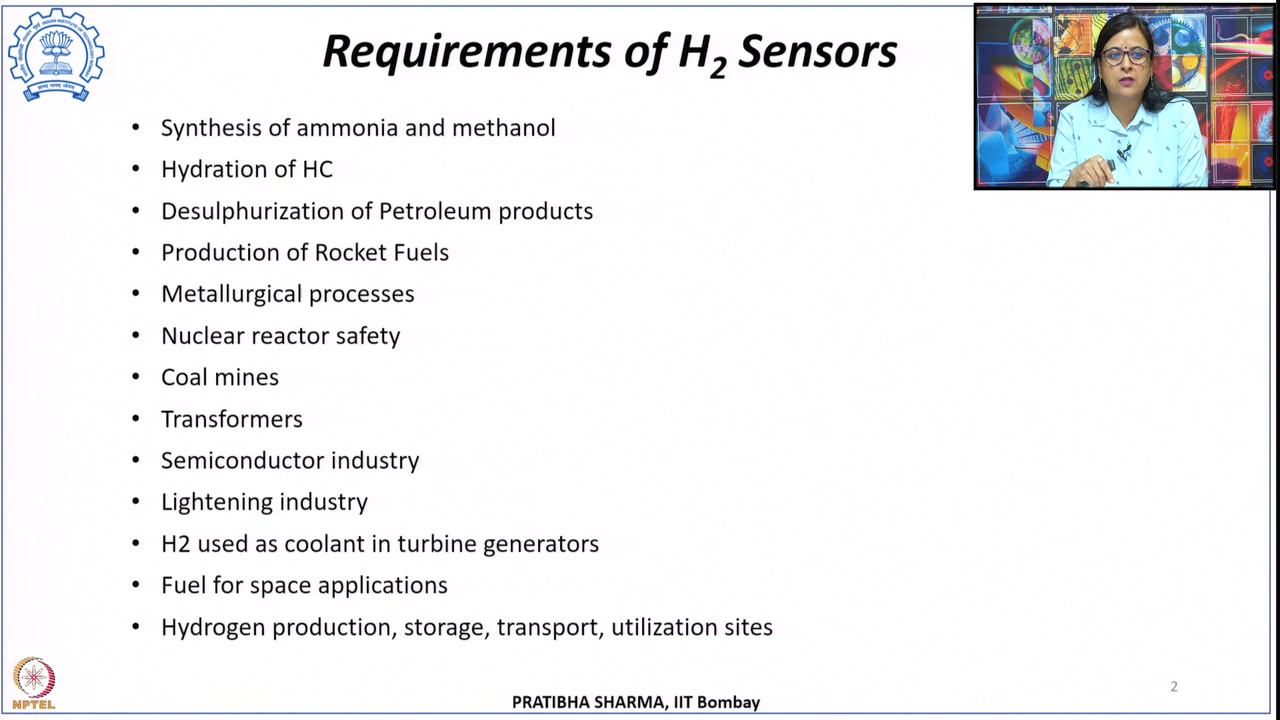 Requirements of H2 Sensors
• Synthesis of ammonia and methanol
• Hydration of HC
• Desulphurization of Petroleum products
• Production of Rocket Fuels
• Metallurgical processes
• Nuclear reactor safety
• Coal mines
• Transformers
• Semiconductor industry
• Lightening industry
• H2 used as coolant in turbine generators
• Fuel for space applications
• Hydrogen production, storage, transport, utilization sites
NPTEL
PRATIBHA SHARMA, IIT Bombay
2